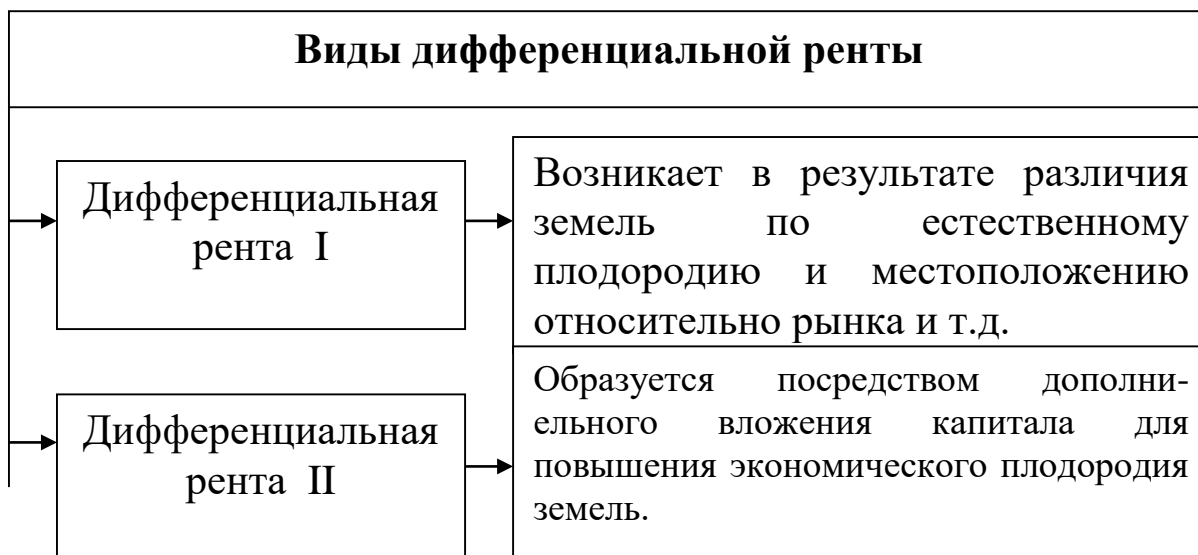 Виды дифференциальной ренты
Дифференциальная
рента I
Возникает в результате различия
земель по естественному
плодородию и местоположению
относительно рынка и т.д.
Дифференциальная
рента II
Образуется посредством дополни-
ельного вложения капитала для
повышения экономического плодородия
земель.